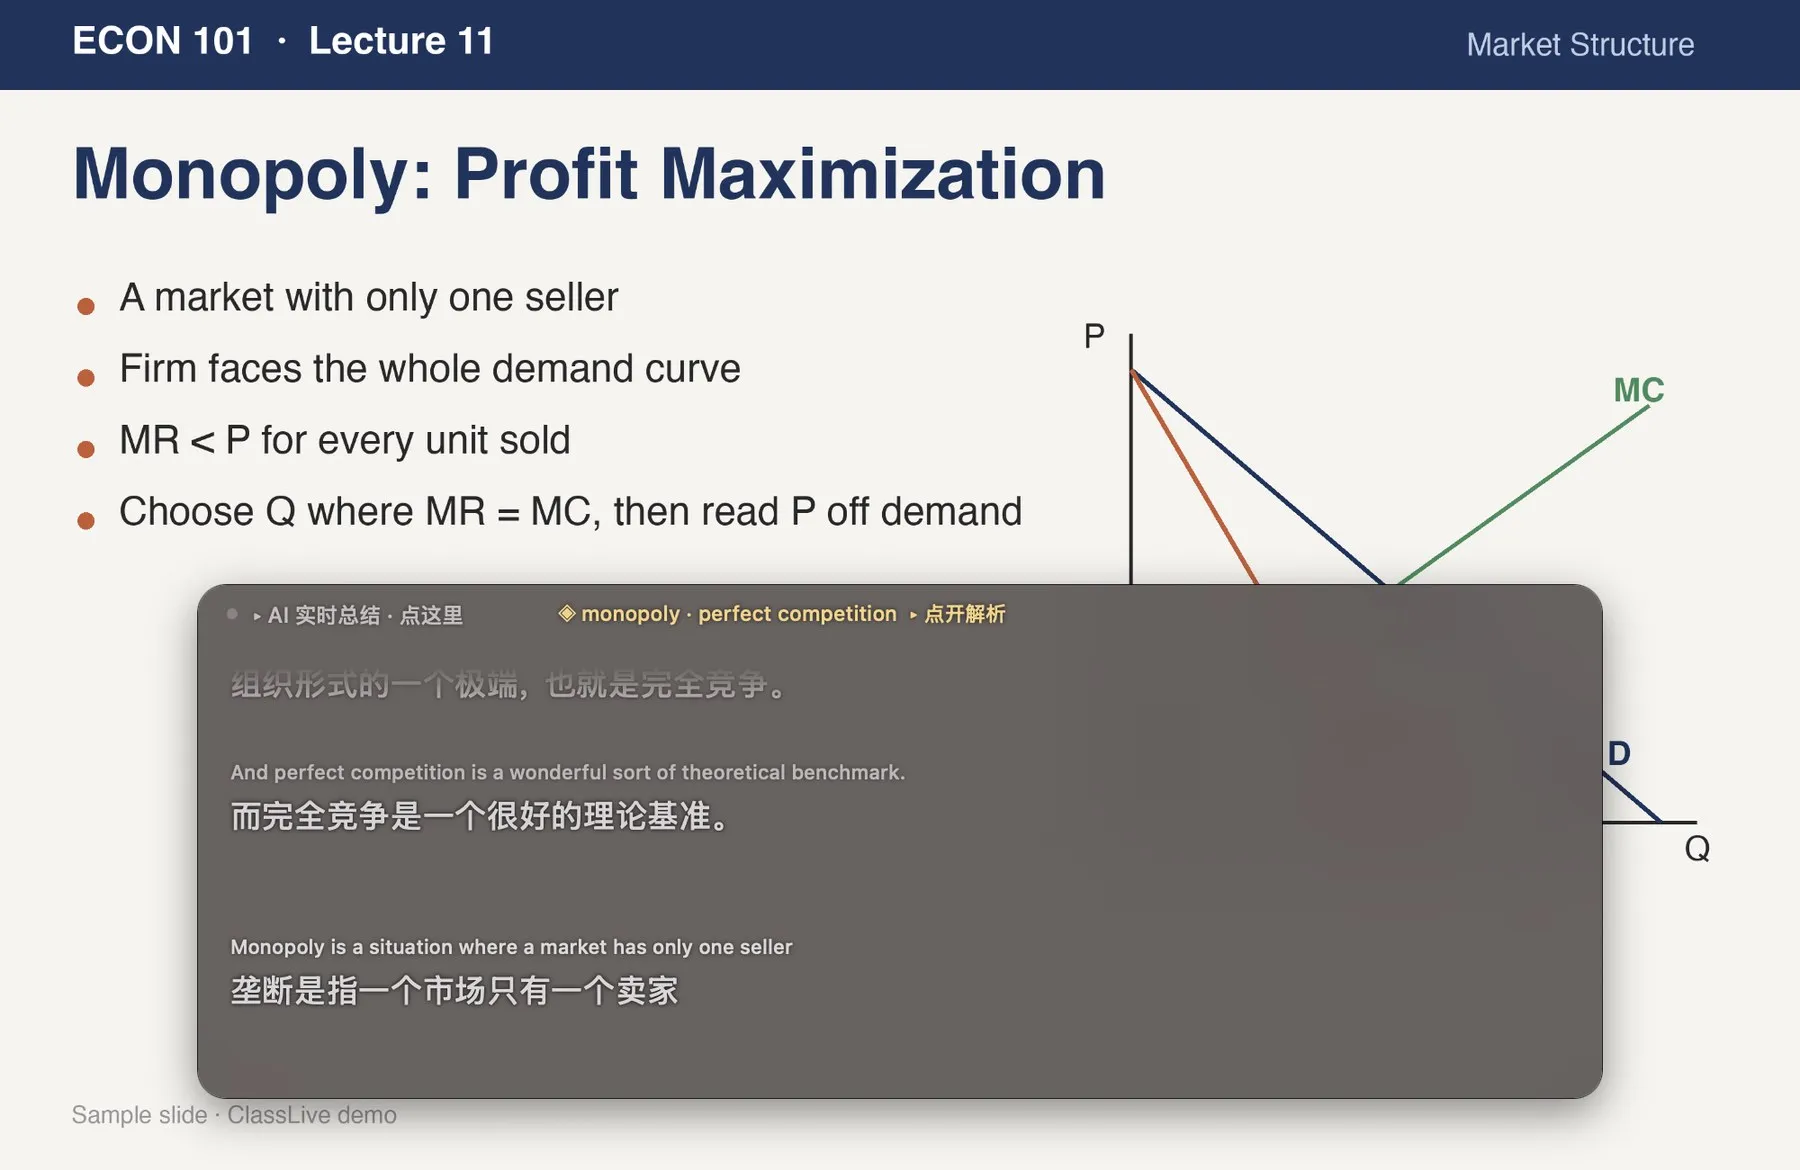 ECON 101 · Lecture 11
Market Structure
Monopoly: Profit Maximization
A market with only one seller
Firm faces the whole demand curve
MR < P for every unit sold
Choose Q where MR = MC, then read P off demand
P
MC
D
Q
▸ AI 实时总结 · 点这里
◈ monopoly · perfect competition ▸ 点开解析
组织形式的一个极端，也就是完全竞争。
And perfect competition is a wonderful sort of theoretical benchmark.
而完全竞争是一个很好的理论基准。
Monopoly is a situation where a market has only one seller
垄断是指一个市场只有一个卖家
Sample slide · ClassLive demo